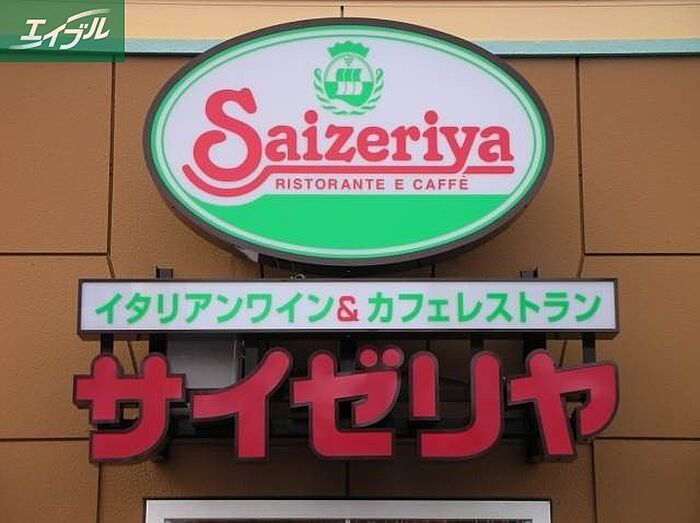 エイブル
Saizeriya
RISTORANTE E CAFFÈ
イタリアンワイン&カフェレストラン
サイゼリヤ